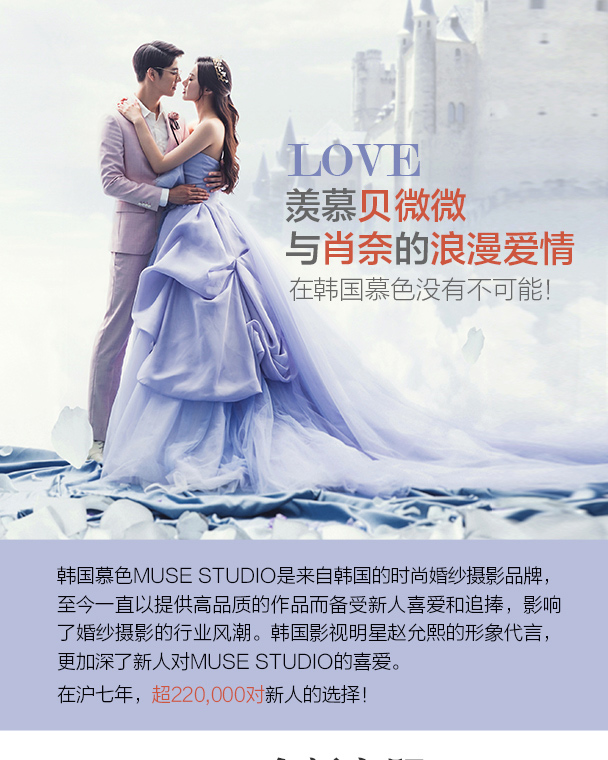 LOVE
羡慕贝微微
与肖奈的浪漫爱情
在韩国慕色没有不可能！
韩国慕色MUSE STUDIO是来自韩国的时尚婚纱摄影品牌，
至今一直以提供高品质的作品而备受新人喜爱和追捧，影响
了婚纱摄影的行业风潮。韩国影视明星赵允熙的形象代言，
更加深了新人对MUSE STUDIO的喜爱。
在沪七年，超220,000对新人的选择！